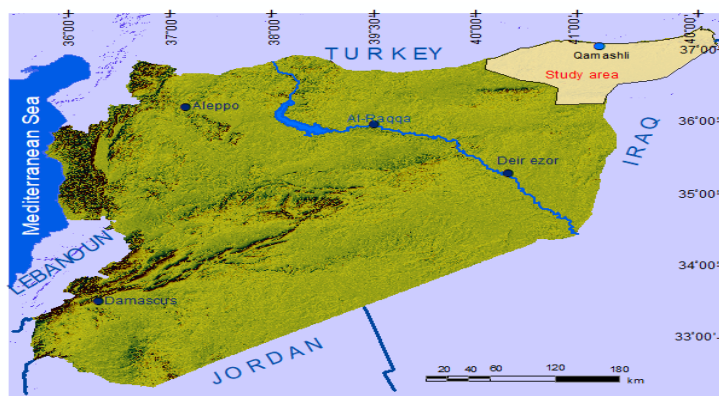 36°00' 37°00' 38°00' 39°30' 40°00' 41°00' 40°00'
TURKEY
37°00'
Qamashli
Study area
Mediterranean Sea
Aleppo
Al-Raqqa
36°00'
IRAQ
Deir ezor
35°00'
LEBANOUN
34°00'
Damascus
33°00'
JORDAN
20 40 60 120 180
km